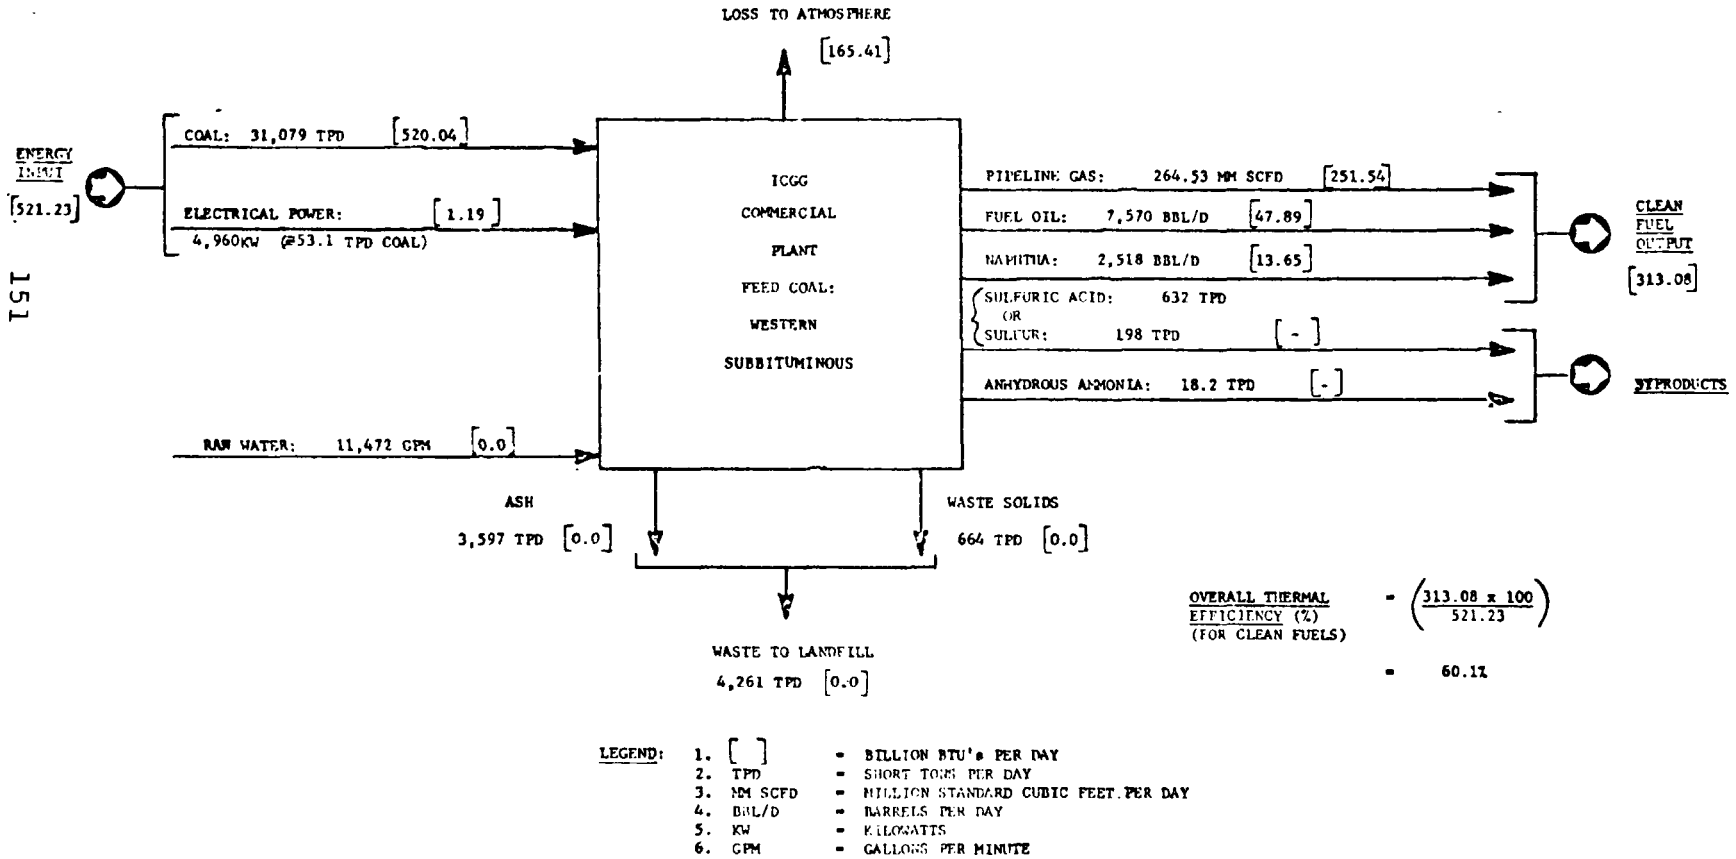 LOSS TO ATMOSPHERE
[165.41]
ENERGY
INPUT
[521.23]
COAL: 31,079 TPD [520.04]
ELECTRICAL POWER: [1.19]
4,960KW (≅53.1 TPD COAL)
RAW WATER: 11,472 GPM [0.0]
ICGG
COMMERCIAL
PLANT
FEED COAL:
WESTERN
SUBBITUMINOUS
PIPELINE GAS: 264.53 MM SCFD [251.54]
FUEL OIL: 7,570 BBL/D [47.89]
NAPHTHA: 2,518 BBL/D [13.65]
SULFURIC ACID: 632 TPD
OR
SULFUR: 198 TPD [-]
ANHYDROUS AMMONIA: 18.2 TPD [-]
CLEAN
FUEL
OUTPUT
[313.08]
BYPRODUCTS
151
ASH
3,597 TPD [0.0]
WASTE SOLIDS
664 TPD [0.0]
WASTE TO LANDFILL
4,261 TPD [0.0]
OVERALL THERMAL = (313.08 x 100
EFFICIENCY (%) 521.23)
(FOR CLEAN FUELS)
= 60.1%
LEGEND: 1. [ ] = BILLION BTU's PER DAY
2. TPD = SHORT TONS PER DAY
3. MM SCFD = MILLION STANDARD CUBIC FEET.PER DAY
4. BBL/D = BARRELS PER DAY
5. KW = KILOWATTS
6. GPM = GALLONS PER MINUTE